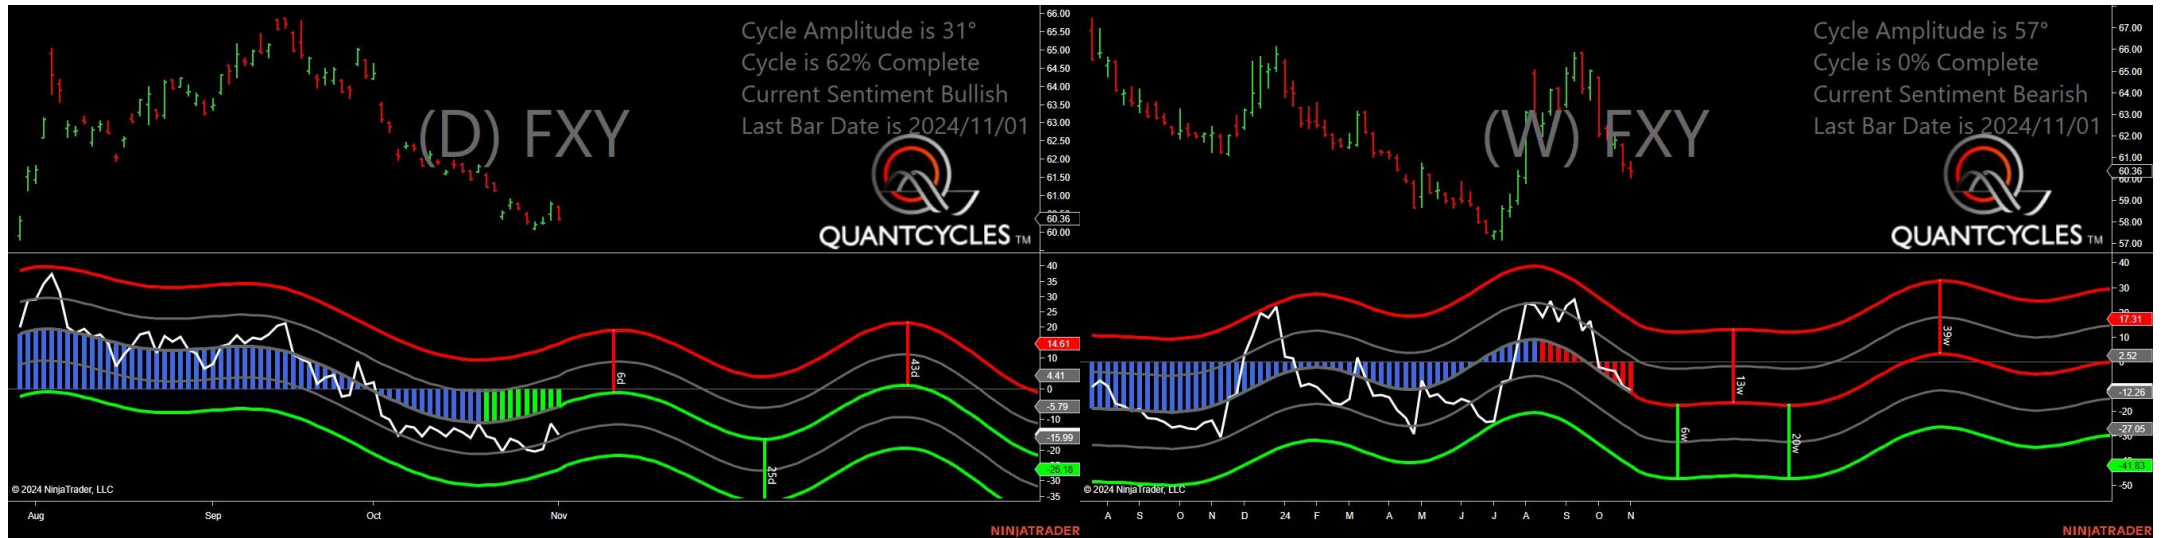 Cycle Amplitude is 31°
Cycle is 62% Complete
Current Sentiment Bullish
Last Bar Date is 2024/11/01
(D) FXY
QUANTCYCLES TM
66.00
65.50
65.00
64.50
64.00
63.50
63.00
62.50
62.00
61.50
61.00
60.36
60.00
40
35
30
25
20
14.61
10
4.41
0
-5.79
-10
-15.99
-20
-26.18
-30
-35
6d
25d
43d
© 2024 NinjaTrader, LLC
Aug Sep Oct Nov
NINJATRADER
Cycle Amplitude is 57°
Cycle is 0% Complete
Current Sentiment Bearish
Last Bar Date is 2024/11/01
(W) FXY
QUANTCYCLES TM
67.00
66.00
65.00
64.00
63.00
62.00
61.00
60.36
60.00
59.00
58.00
57.00
40
30
17.31
10
2.52
-12.26
-20
-27.05
-30
-41.83
-50
6w
13w
20w
39w
© 2024 NinjaTrader, LLC
A S O N D 24 F M A M J J A S O N
NINJATRADER